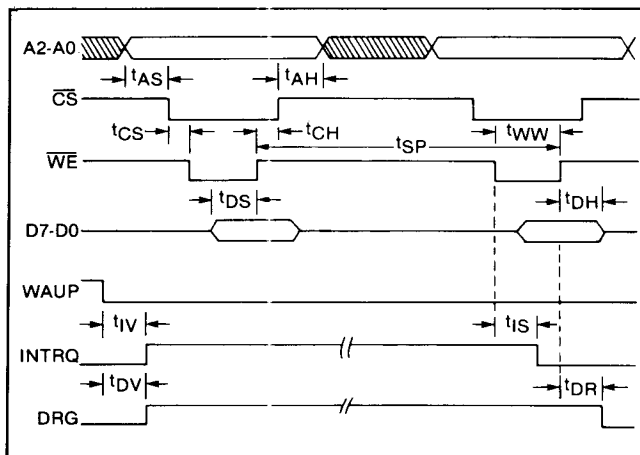 A2-A0
tAS
tAH
CS
tCS
tCH
tSP
tWW
WE
tDS
tDH
D7-D0
WAUP
tIV
tIS
INTRQ
tDV
tDR
DRG